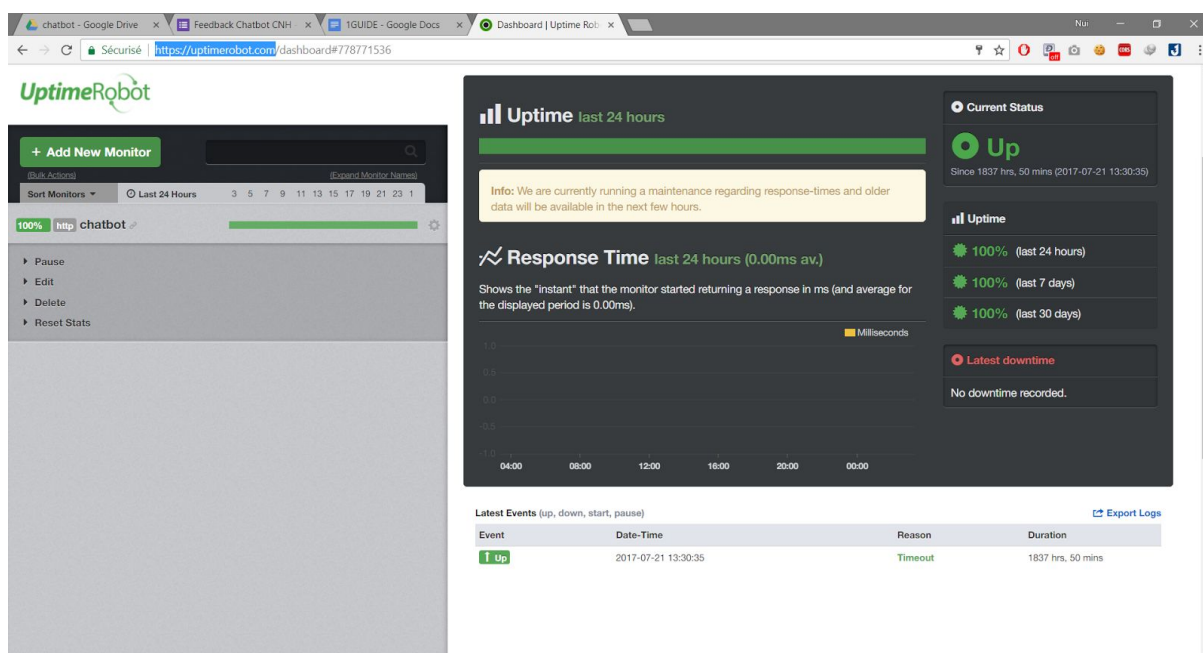 chatbot - Google Drive
Feedback Chatbot CNH
1GUIDE - Google Docs
Dashboard | Uptime Rob
Nur
Sécurisé | https://uptimerobot.com/dashboard#778771536
off
UptimeRobot
+ Add New Monitor
(Bulk Actions) (Expand Monitor Names)
Sort Monitors Last 24 Hours 3 5 7 9 11 13 15 17 19 21 23 1
100% http chatbot
Pause
Edit
Delete
Reset Stats
Uptime last 24 hours
Info: We are currently running a maintenance regarding response-times and older
data will be available in the next few hours.
Response Time last 24 hours (0.00ms av.)
Shows the "instant" that the monitor started returning a response in ms (and average for
the displayed period is 0.00ms).
Milliseconds
1.0
0.5
0.0
-0.5
-1.0
04:00 08:00 12:00 16:00 20:00 00:00
Current Status
Up
Since 1837 hrs, 50 mins (2017-07-21 13:30:35)
Uptime
100% (last 24 hours)
100% (last 7 days)
100% (last 30 days)
Latest downtime
No downtime recorded.
Latest Events (up, down, start, pause) Export Logs
Event Date-Time Reason Duration
Up 2017-07-21 13:30:35 Timeout 1837 hrs, 50 mins